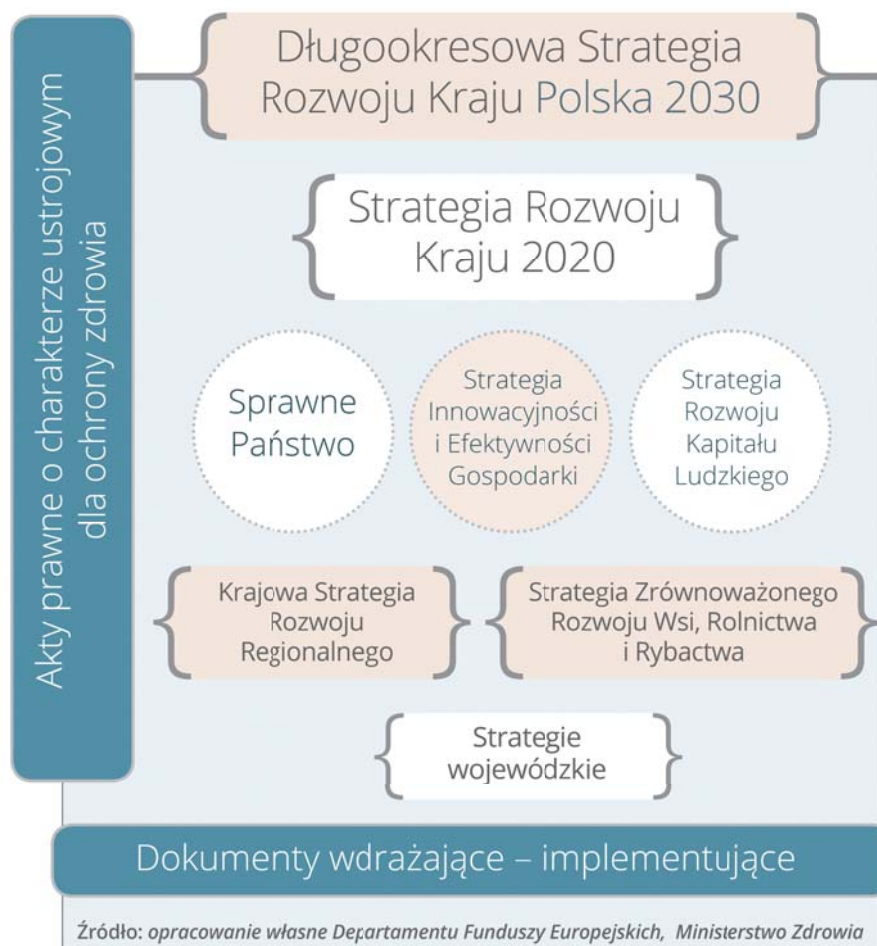 Akty prawne o charakterze ustrojowym
dla ochrony zdrowia
Długookresowa Strategia
Rozwoju Kraju Polska 2030
Strategia Rozwoju
Kraju 2020
Sprawne
Państwo
Strategia
Innowacyjności
i Efektywności
Gospodarki
Strategia
Rozwoju
Kapitału
Ludzkiego
Krajowa Strategia
Rozwoju
Regionalnego
Strategia Zrównoważonego
Rozwoju Wsi, Rolnictwa
i Rybactwa
Strategie
wojewódzkie
Dokumenty wdrażające – implementujące
Źródło: opracowanie własne Departamentu Funduszy Europejskich, Ministerstwo Zdrowia